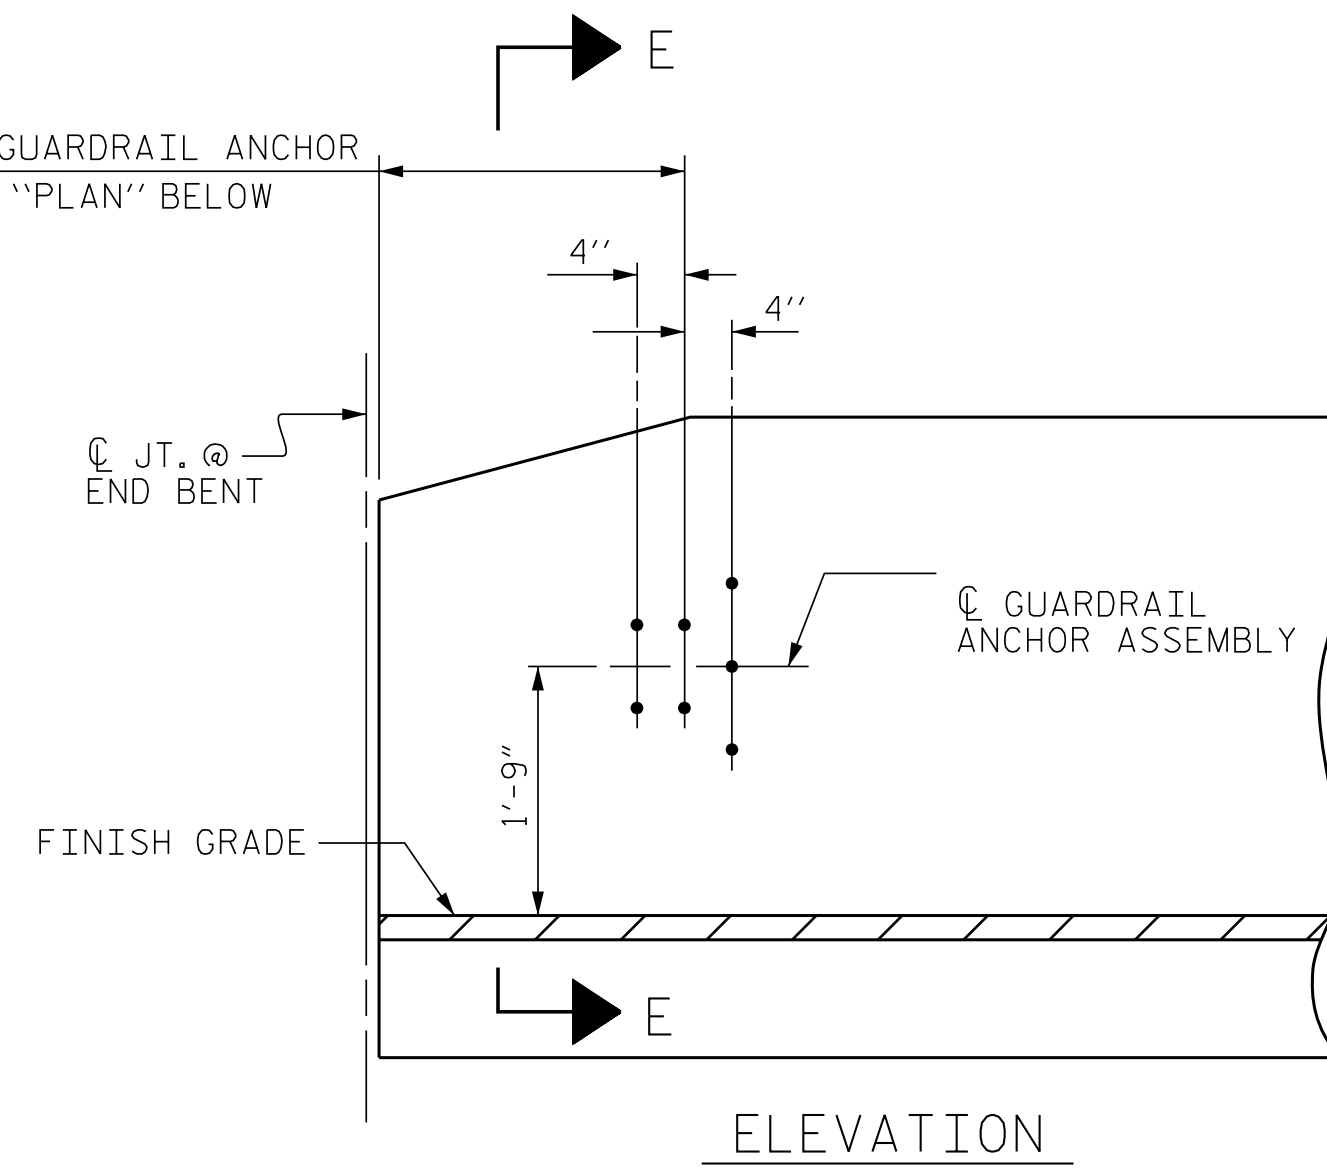 E
GUARDRAIL ANCHOR
"PLAN" BELOW
4"
4"
℄ JT. @
END BENT
℄ GUARDRAIL
ANCHOR ASSEMBLY
1'-9"
FINISH GRADE
E
ELEVATION